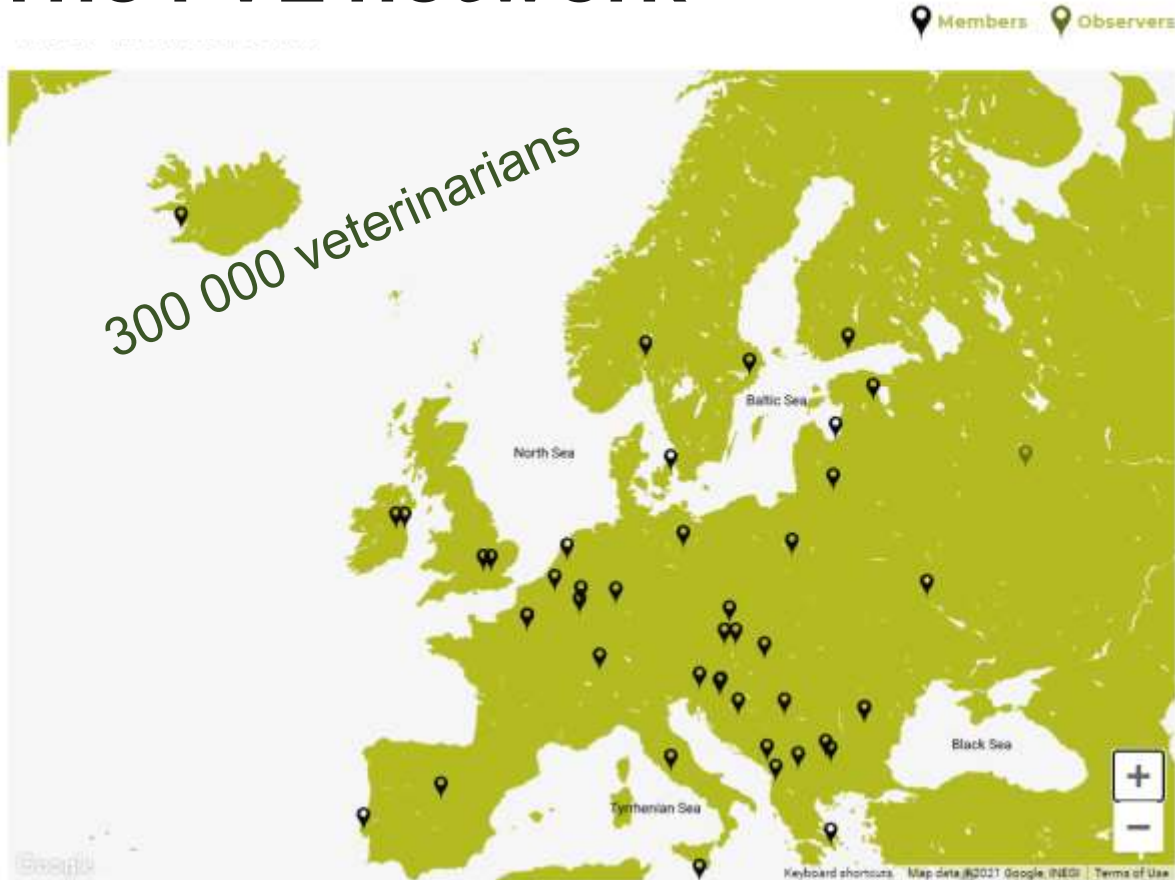 Members
Observers
300 000 veterinarians
Baltic Sea
North Sea
Black Sea
Tyrrhenian Sea
Google
Keyboard shortcuts
Map data ©2021 Google, INEGI
Terms of Use